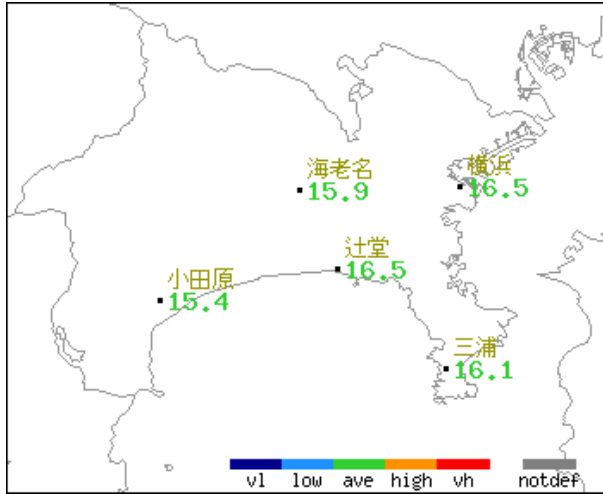 海老名
15.9
横浜
16.5
辻堂
16.5
小田原
15.4
三浦
16.1
vl low ave high vh notdef